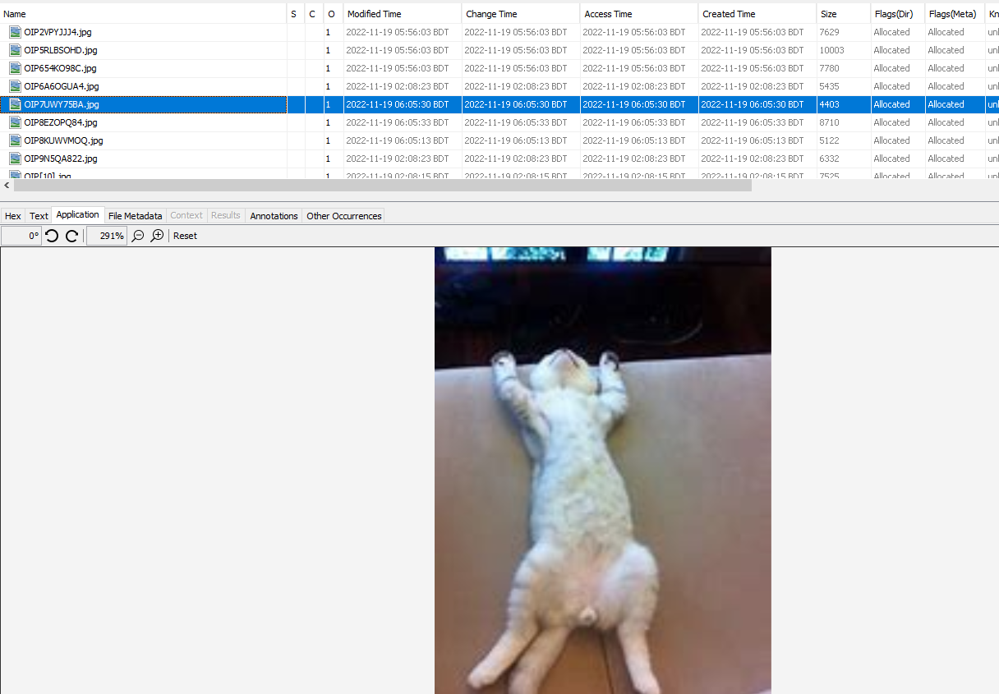 Name S C O Modified Time Change Time Access Time Created Time Size Flags(Dir) Flags(Meta) Kn
OIP2VPYJJJ4.jpg 1 2022-11-19 05:56:03 BDT 2022-11-19 05:56:03 BDT 2022-11-19 05:56:03 BDT 2022-11-19 05:56:03 BDT 7629 Allocated Allocated unl
OIP5RLBSOHD.jpg 1 2022-11-19 05:56:03 BDT 2022-11-19 05:56:03 BDT 2022-11-19 05:56:03 BDT 2022-11-19 05:56:03 BDT 10003 Allocated Allocated unl
OIP654KO98C.jpg 1 2022-11-19 05:56:03 BDT 2022-11-19 05:56:03 BDT 2022-11-19 05:56:03 BDT 2022-11-19 05:56:03 BDT 7780 Allocated Allocated unl
OIP6A6OGUA4.jpg 1 2022-11-19 02:08:23 BDT 2022-11-19 02:08:23 BDT 2022-11-19 02:08:23 BDT 2022-11-19 02:08:23 BDT 5435 Allocated Allocated unl
OIP7UWY75BA.jpg 1 2022-11-19 06:05:30 BDT 2022-11-19 06:05:30 BDT 2022-11-19 06:05:30 BDT 2022-11-19 06:05:30 BDT 4403 Allocated Allocated unl
OIP8EZOPQ84.jpg 1 2022-11-19 06:05:33 BDT 2022-11-19 06:05:33 BDT 2022-11-19 06:05:33 BDT 2022-11-19 06:05:33 BDT 8710 Allocated Allocated unl
OIP8KUWVMOQ.jpg 1 2022-11-19 06:05:13 BDT 2022-11-19 06:05:13 BDT 2022-11-19 06:05:13 BDT 2022-11-19 06:05:13 BDT 5122 Allocated Allocated unl
OIP9N5QA822.jpg 1 2022-11-19 02:08:23 BDT 2022-11-19 02:08:23 BDT 2022-11-19 02:08:23 BDT 2022-11-19 02:08:23 BDT 6332 Allocated Allocated unl
OIP[10].jpg 1 2022-11-19 02:08:15 BDT 2022-11-19 02:08:15 BDT 2022-11-19 02:08:15 BDT 2022-11-19 02:08:15 BDT 7525 Allocated Allocated unl
Hex Text Application File Metadata Context Results Annotations Other Occurrences
0° 291% Reset